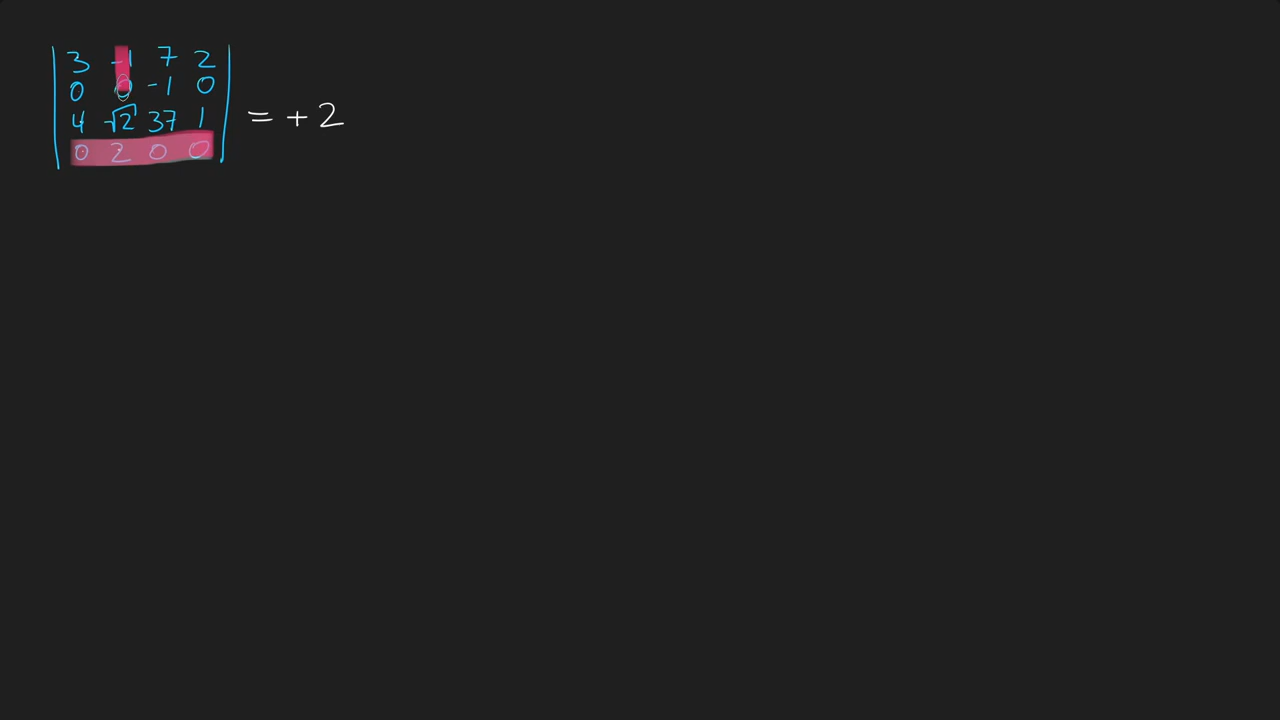 3 -1 7 2
0 0 -1 0
4 √2 37 1
= + 2
0 2 0 0